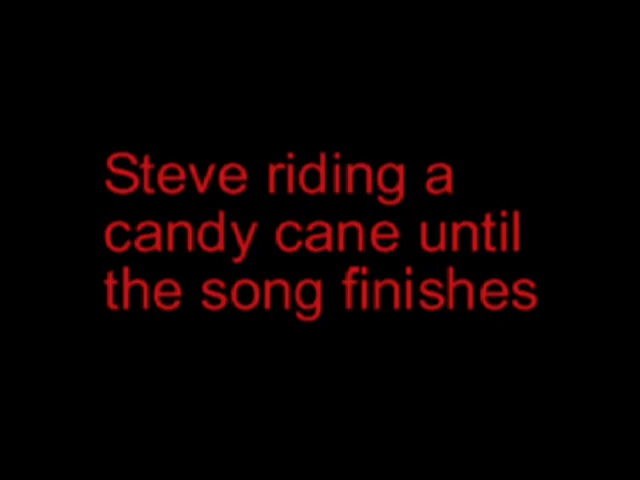 Steve riding a
candy cane until
the song finishes